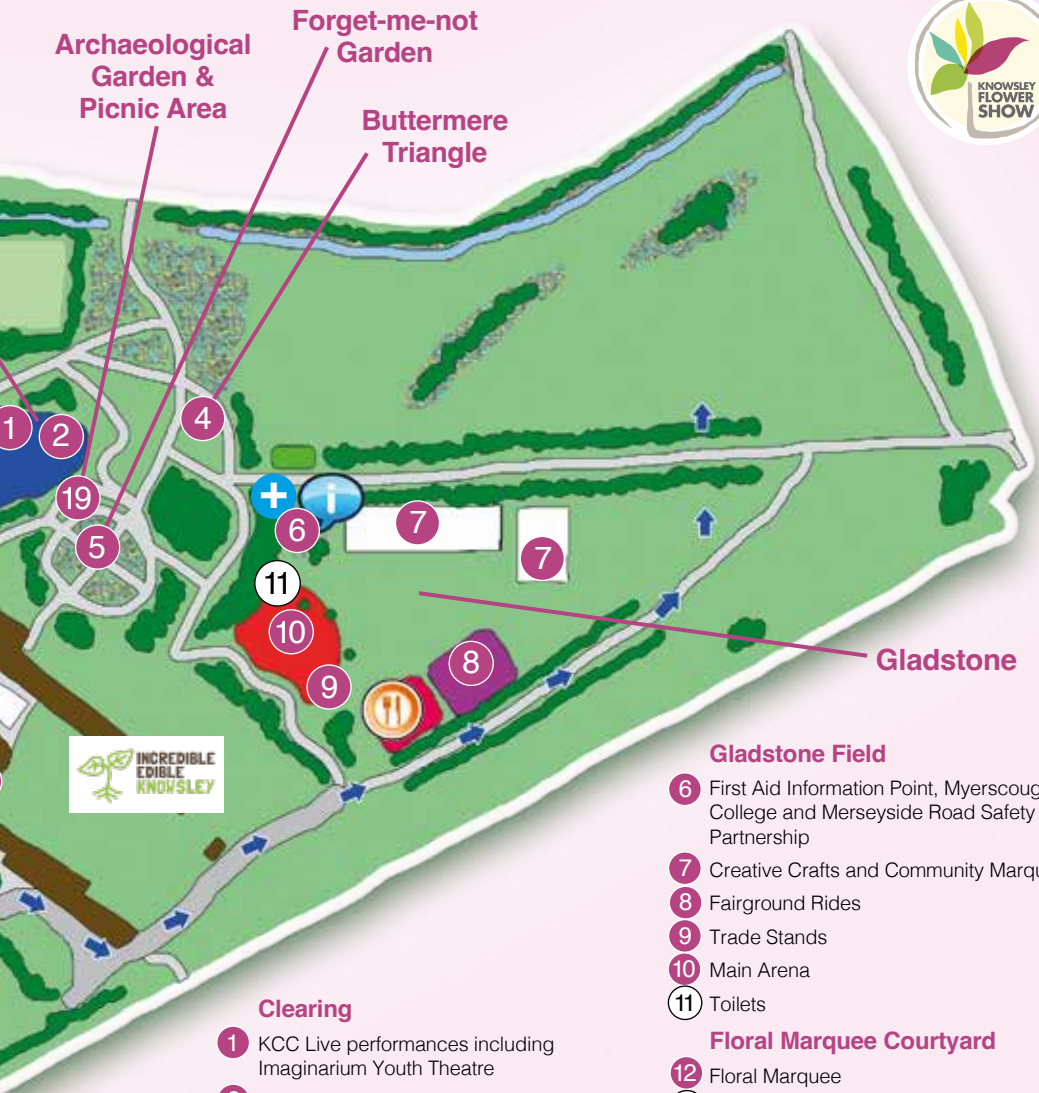 Archaeological
Garden &
Picnic Area
Forget-me-not
Garden
Buttermere
Triangle
KNOWSLEY
FLOWER
SHOW
1
2
4
19
5
+
i
6
7
7
11
10
9
8
Gladstone
INCREDIBLE
EDIBLE
KNOWSLEY
Gladstone Field
6 First Aid Information Point, Myerscoug
College and Merseyside Road Safety
Partnership
7 Creative Crafts and Community Marqu
8 Fairground Rides
9 Trade Stands
10 Main Arena
11 Toilets
Floral Marquee Courtyard
12 Floral Marquee
Clearing
1 KCC Live performances including
Imaginarium Youth Theatre